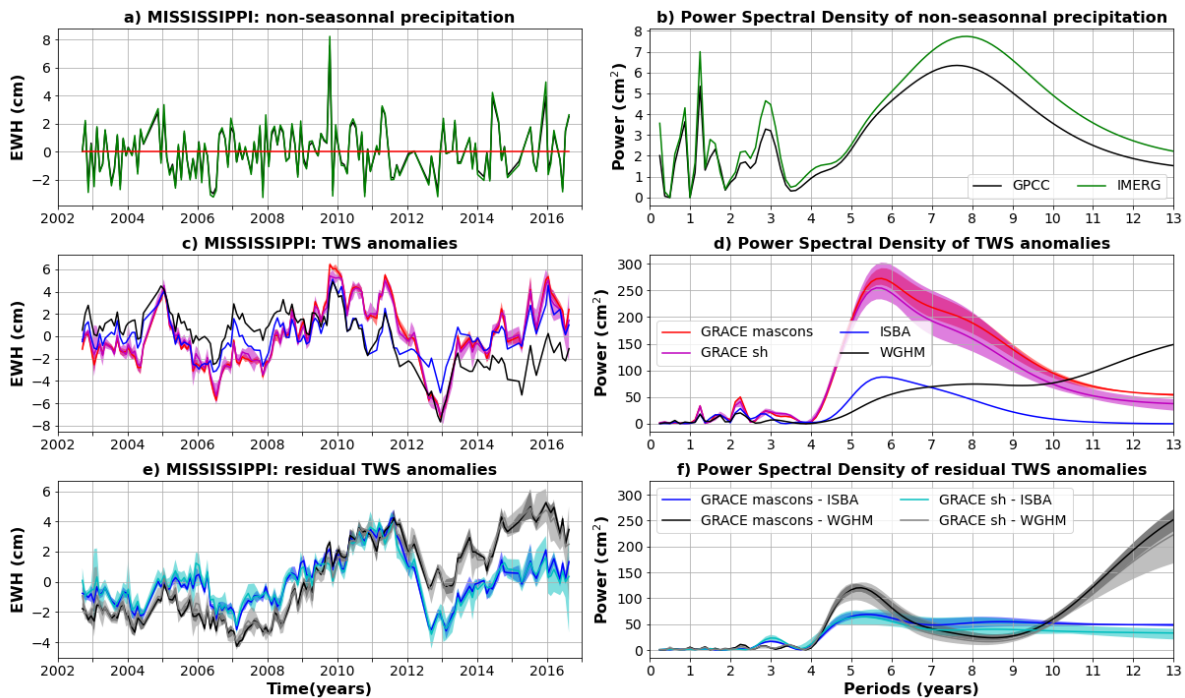 a) MISSISSIPPI: non-seasonnal precipitation
EWH (cm)
8
6
4
2
0
−2
2002 2004 2006 2008 2010 2012 2014 2016
b) Power Spectral Density of non-seasonnal precipitation
Power (cm²)
8
7
6
5
4
3
2
1
0
GPCC IMERG
0 1 2 3 4 5 6 7 8 9 10 11 12 13
c) MISSISSIPPI: TWS anomalies
EWH (cm)
6
4
2
0
−2
−4
−6
−8
2002 2004 2006 2008 2010 2012 2014 2016
d) Power Spectral Density of TWS anomalies
Power (cm²)
300
250
200
150
100
50
0
GRACE mascons ISBA
GRACE sh WGHM
0 1 2 3 4 5 6 7 8 9 10 11 12 13
e) MISSISSIPPI: residual TWS anomalies
EWH (cm)
6
4
2
0
−2
−4
2002 2004 2006 2008 2010 2012 2014 2016
Time(years)
f) Power Spectral Density of residual TWS anomalies
Power (cm²)
300
250
200
150
100
50
0
GRACE mascons - ISBA GRACE sh - ISBA
GRACE mascons - WGHM GRACE sh - WGHM
0 1 2 3 4 5 6 7 8 9 10 11 12 13
Periods (years)